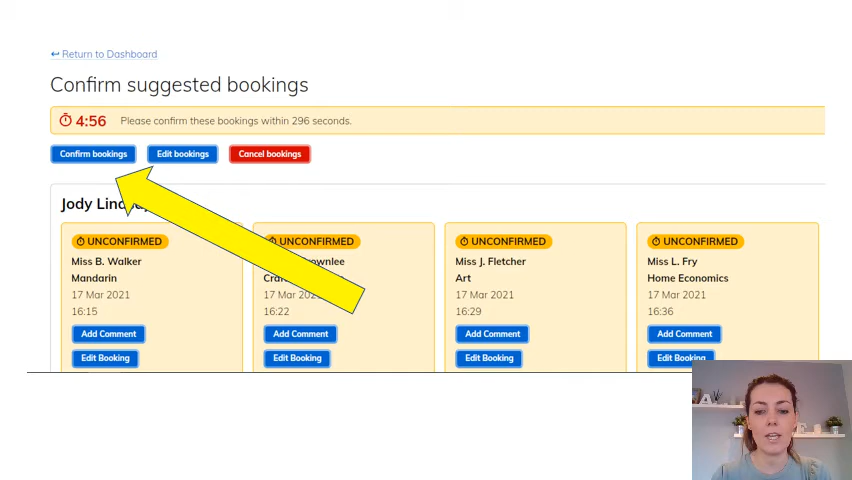 ↩ Return to Dashboard
Confirm suggested bookings
4:56 Please confirm these bookings within 296 seconds.
Confirm bookings Edit bookings Cancel bookings
Jody
UNCONFIRMED UNCONFIRMED UNCONFIRMED UNCONFIRMED
Miss B. Walker Miss J. Fletcher Miss L. Fry
Mandarin Art Home Economics
17 Mar 2021 17 Mar 17 Mar 2021 17 Mar 2021
16:15 16:22 16:29 16:36
Add Comment Add Comment Add Comment Add Comment
Edit Booking Edit Booking Edit Booking Edit Booking